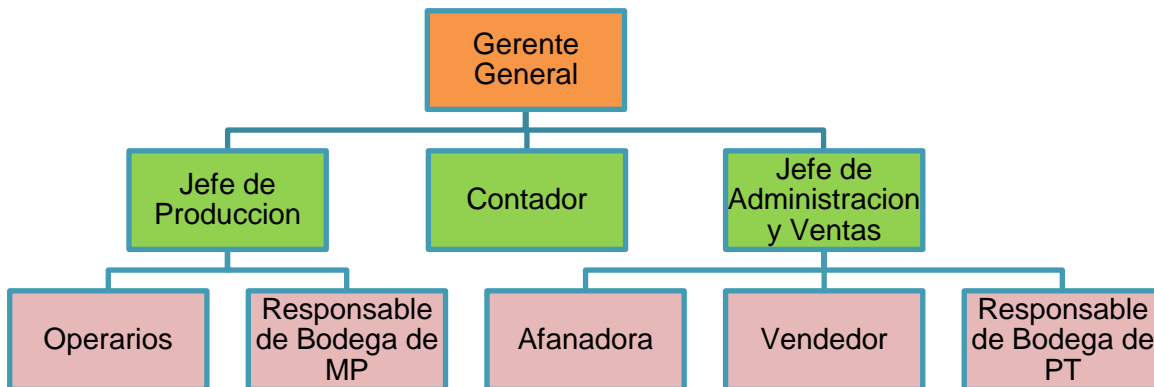 Gerente
General
Jefe de
Produccion
Contador
Jefe de
Administracion
y Ventas
Operarios
Responsable
de Bodega de
MP
Afanadora
Vendedor
Responsable
de Bodega de
PT